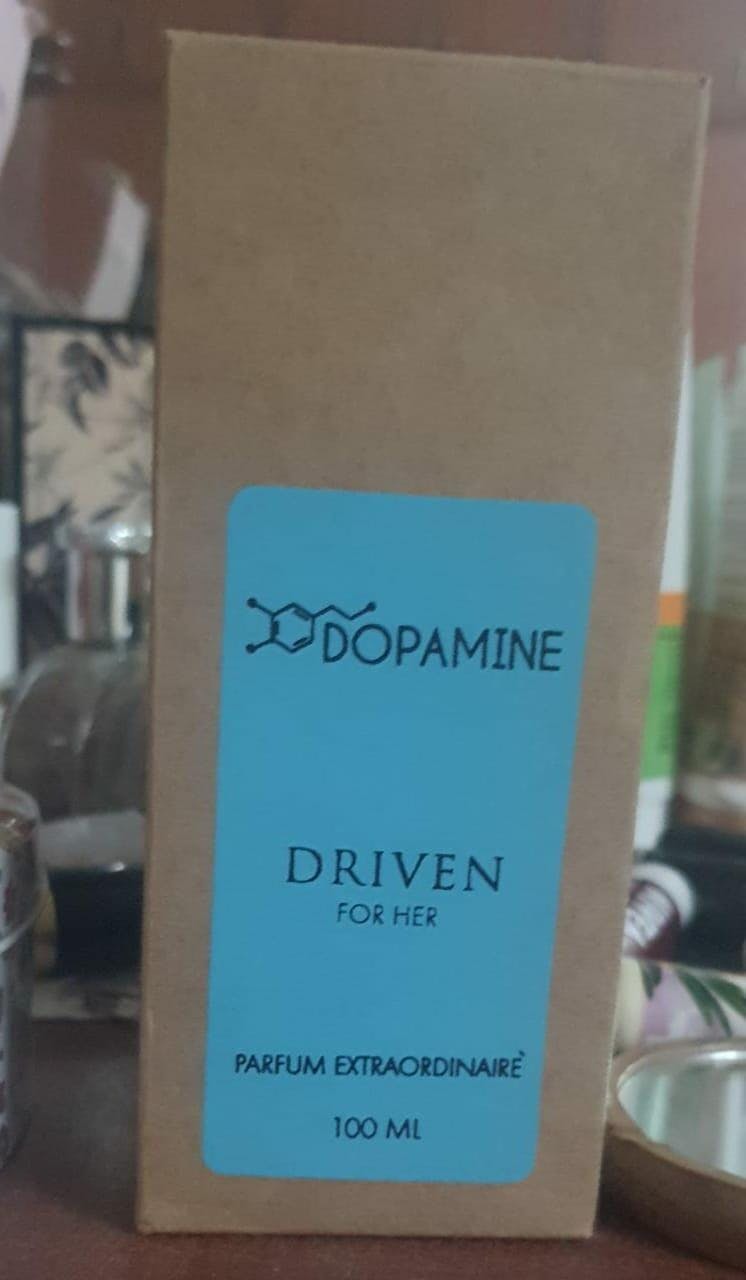 DOPAMINE
DRIVEN
FOR HER
PARFUM EXTRAORDINAIRÈ
100 ML